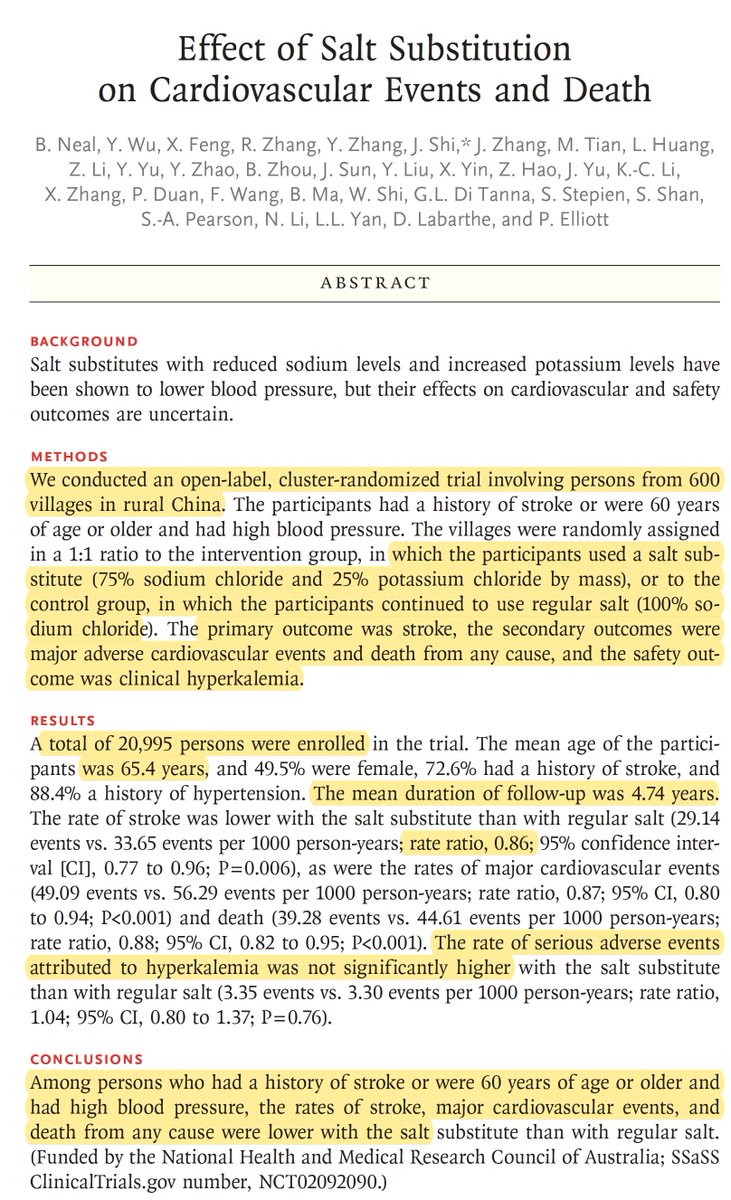 Effect of Salt Substitution
on Cardiovascular Events and Death
B. Neal, Y. Wu, X. Feng, R. Zhang, Y. Zhang, J. Shi,* J. Zhang, M. Tian, L. Huang,
Z. Li, Y. Yu, Y. Zhao, B. Zhou, J. Sun, Y. Liu, X. Yin, Z. Hao, J. Yu, K.-C. Li,
X. Zhang, P. Duan, F. Wang, B. Ma, W. Shi, G.L. Di Tanna, S. Stepien, S. Shan,
S.-A. Pearson, N. Li, L.L. Yan, D. Labarthe, and P. Elliott
ABSTRACT
BACKGROUND
Salt substitutes with reduced sodium levels and increased potassium levels have
been shown to lower blood pressure, but their effects on cardiovascular and safety
outcomes are uncertain.
METHODS
We conducted an open-label, cluster-randomized trial involving persons from 600
villages in rural China. The participants had a history of stroke or were 60 years
of age or older and had high blood pressure. The villages were randomly assigned
in a 1:1 ratio to the intervention group, in which the participants used a salt sub-
stitute (75% sodium chloride and 25% potassium chloride by mass), or to the
control group, in which the participants continued to use regular salt (100% so-
dium chloride). The primary outcome was stroke, the secondary outcomes were
major adverse cardiovascular events and death from any cause, and the safety out-
come was clinical hyperkalemia.
RESULTS
A total of 20,995 persons were enrolled in the trial. The mean age of the partici-
pants was 65.4 years, and 49.5% were female, 72.6% had a history of stroke, and
88.4% a history of hypertension. The mean duration of follow-up was 4.74 years.
The rate of stroke was lower with the salt substitute than with regular salt (29.14
events vs. 33.65 events per 1000 person-years; rate ratio, 0.86; 95% confidence inter-
val [CI], 0.77 to 0.96; P=0.006), as were the rates of major cardiovascular events
(49.09 events vs. 56.29 events per 1000 person-years; rate ratio, 0.87; 95% CI, 0.80
to 0.94; P<0.001) and death (39.28 events vs. 44.61 events per 1000 person-years;
rate ratio, 0.88; 95% CI, 0.82 to 0.95; P<0.001). The rate of serious adverse events
attributed to hyperkalemia was not significantly higher with the salt substitute
than with regular salt (3.35 events vs. 3.30 events per 1000 person-years; rate ratio,
1.04; 95% CI, 0.80 to 1.37; P=0.76).
CONCLUSIONS
Among persons who had a history of stroke or were 60 years of age or older and
had high blood pressure, the rates of stroke, major cardiovascular events, and
death from any cause were lower with the salt substitute than with regular salt.
(Funded by the National Health and Medical Research Council of Australia; SSaSS
ClinicalTrials.gov number, NCT02092090.)